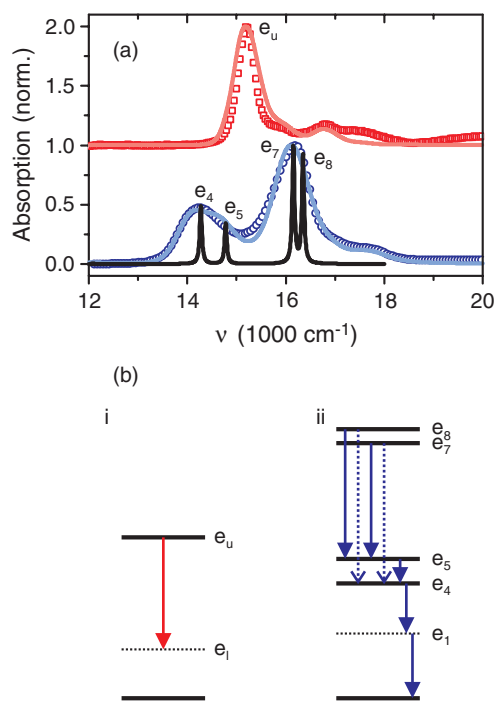 (a)
e_u
e_7
e_8
e_4
e_5
Absorption (norm.)
2.0
1.5
1.0
0.5
0.0
12
14
16
18
20
ν (1000 cm⁻¹)
(b)
i
ii
e_8
e_7
e_u
e_5
e_4
e_l
e_1